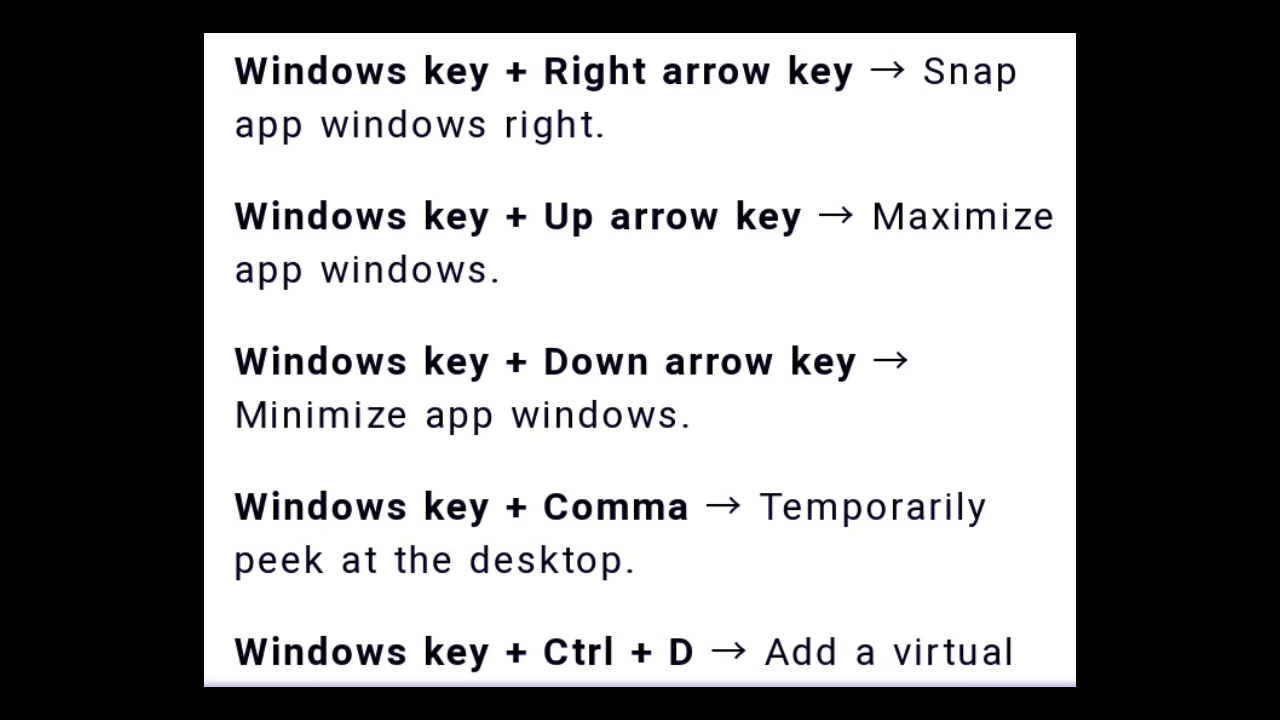 Windows key + Right arrow key → Snap
app windows right.
Windows key + Up arrow key → Maximize
app windows.
Windows key + Down arrow key →
Minimize app windows.
Windows key + Comma → Temporarily
peek at the desktop.
Windows key + Ctrl + D → Add a virtual